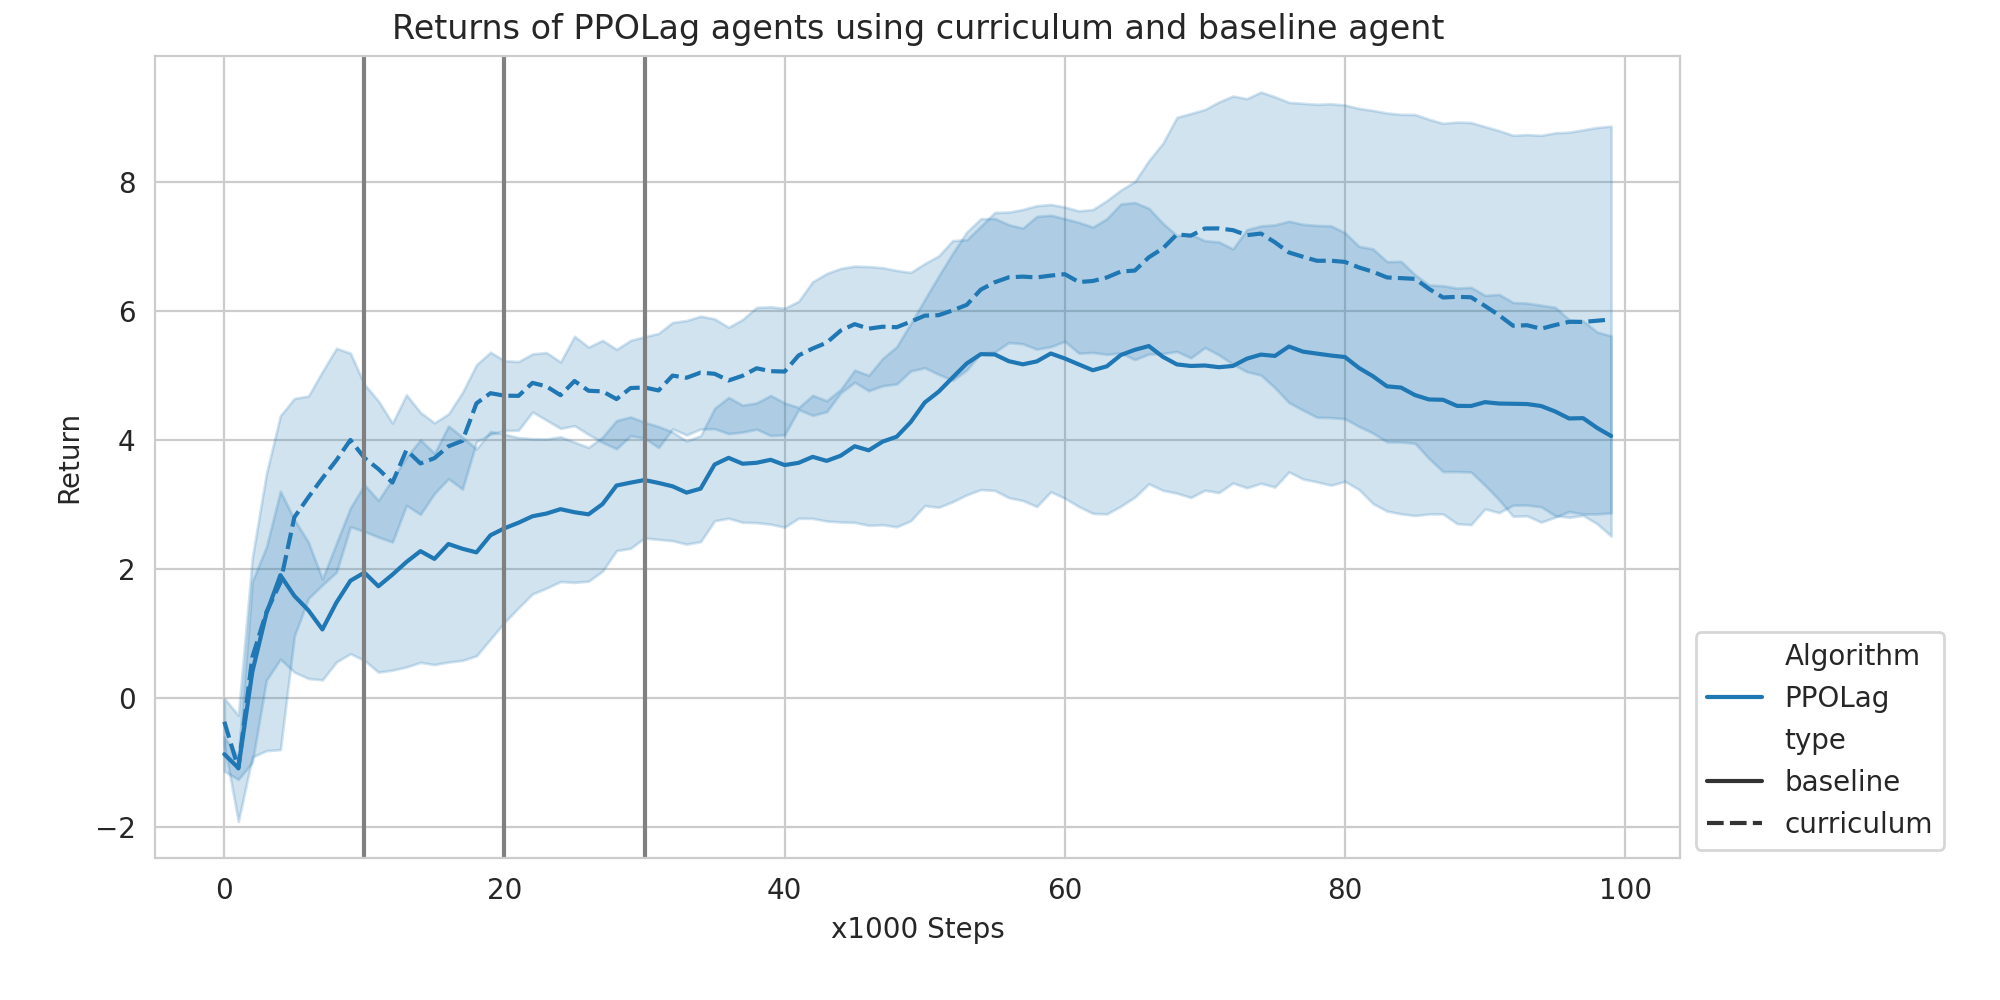 Returns of PPOLag agents using curriculum and baseline agent
Return
8
6
4
2
0
−2
0 20 40 60 80 100
x1000 Steps
Algorithm
PPOLag
type
baseline
curriculum